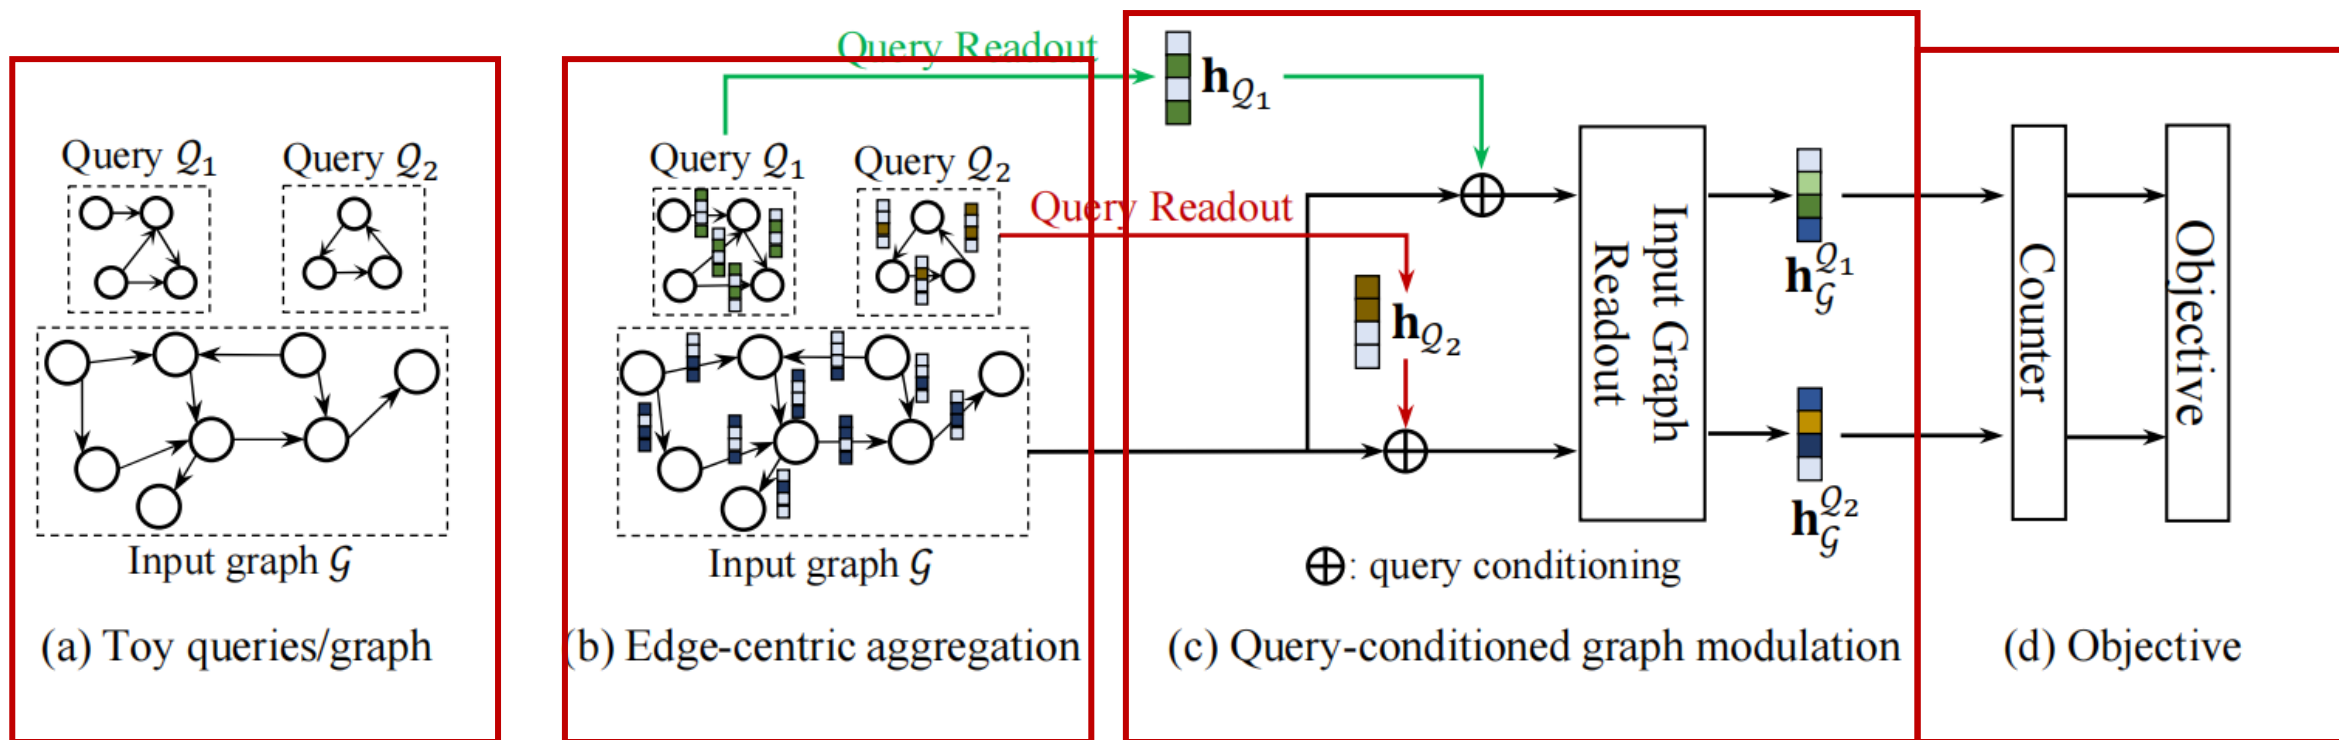 Query Readout
h_{Q_1}
Query Q_1
Query Q_2
Query Q_1
Query Q_2
Query Readout
h_{Q_2}
Input Graph
Readout
h_G^{Q_1}
h_G^{Q_2}
Counter
Objective
Input graph G
Input graph G
⊕: query conditioning
(a) Toy queries/graph
(b) Edge-centric aggregation
(c) Query-conditioned graph modulation
(d) Objective